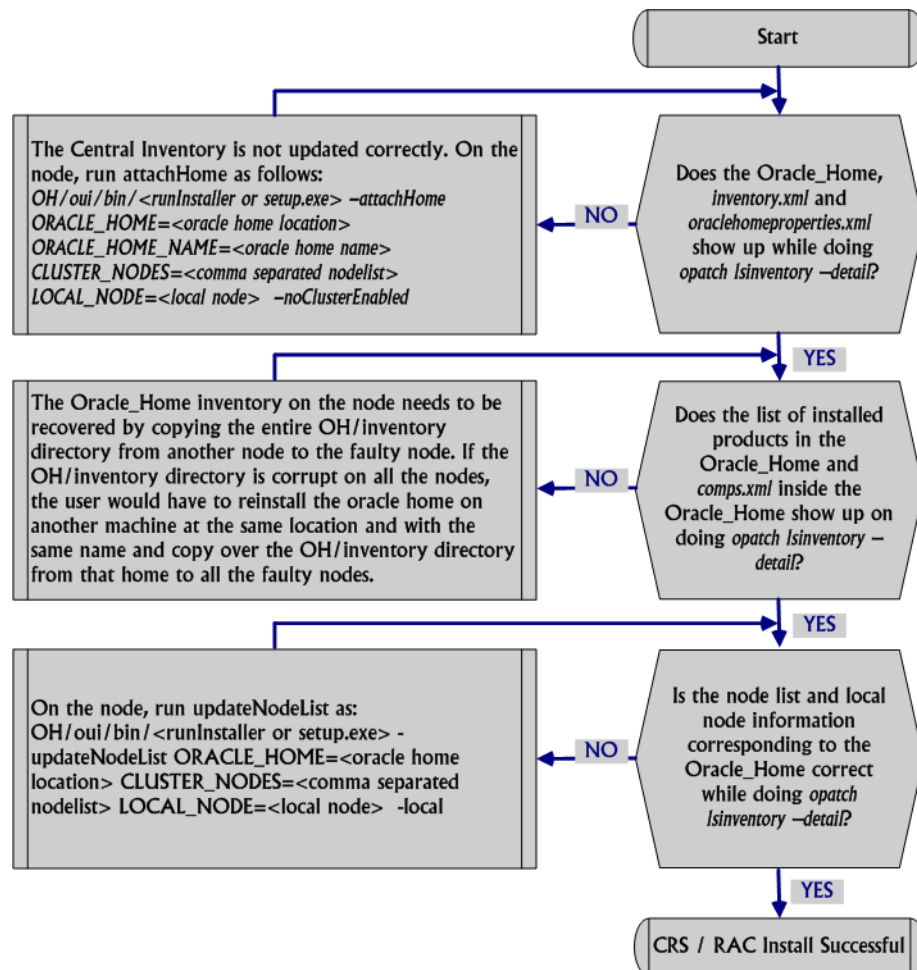 Start
The Central Inventory is not updated correctly. On the
node, run attachHome as follows:
OH/oui/bin/<runInstaller or setup.exe> –attachHome
ORACLE_HOME=<oracle home location>
ORACLE_HOME_NAME=<oracle home name>
CLUSTER_NODES=<comma separated nodelist>
LOCAL_NODE=<local node> –noClusterEnabled
NO
Does the Oracle_Home,
inventory.xml and
oraclehomeproperties.xml
show up while doing
opatch lsinventory –detail?
YES
The Oracle_Home inventory on the node needs to be
recovered by copying the entire OH/inventory
directory from another node to the faulty node. If the
OH/inventory directory is corrupt on all the nodes,
the user would have to reinstall the oracle home on
another machine at the same location and with the
same name and copy over the OH/inventory directory
from that home to all the faulty nodes.
NO
Does the list of installed
products in the
Oracle_Home and
comps.xml inside the
Oracle_Home show up on
doing opatch lsinventory –
detail?
YES
On the node, run updateNodeList as:
OH/oui/bin/<runInstaller or setup.exe> -
updateNodeList ORACLE_HOME=<oracle home
location> CLUSTER_NODES=<comma separated
nodelist> LOCAL_NODE=<local node> -local
NO
Is the node list and local
node information
corresponding to the
Oracle_Home correct
while doing opatch
lsinventory –detail?
YES
CRS / RAC Install Successful